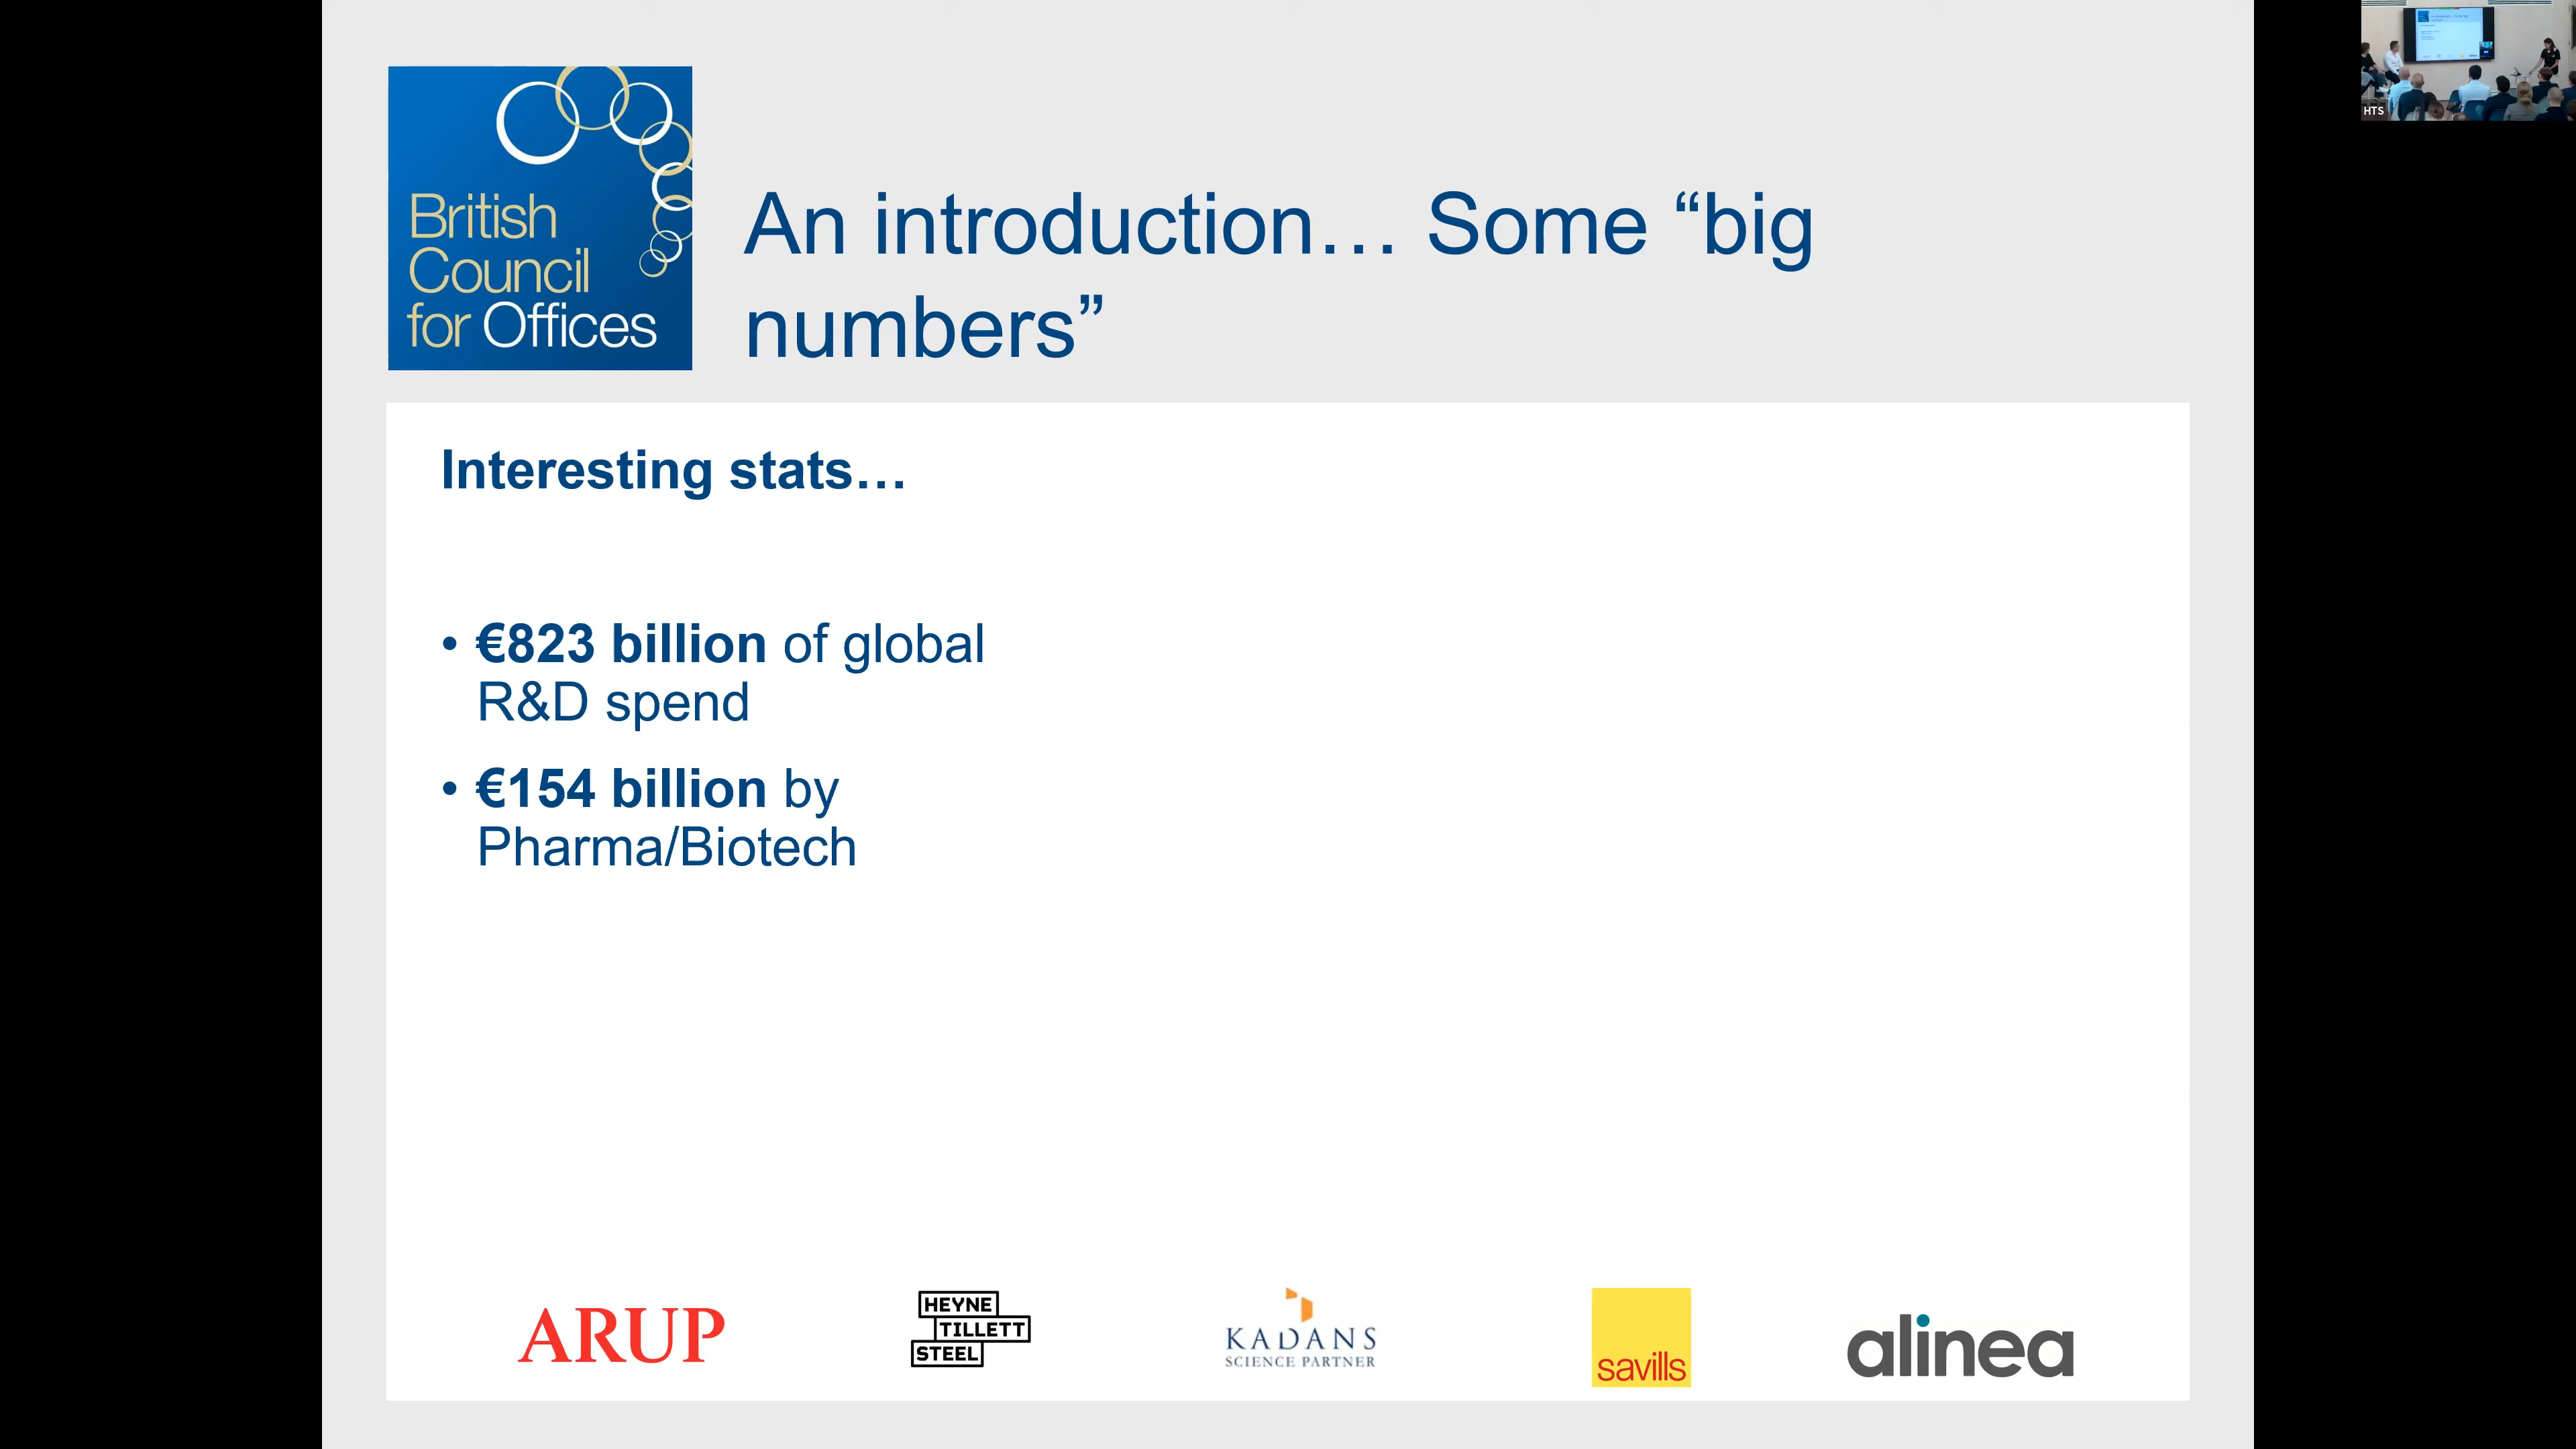 British
Council
for Offices
An introduction… Some “big
numbers”
Interesting stats…
• €823 billion of global
R&D spend
• €154 billion by
Pharma/Biotech
ARUP
HEYNE
TILLETT
STEEL
KADANS
SCIENCE PARTNER
savills
alinea
HTS